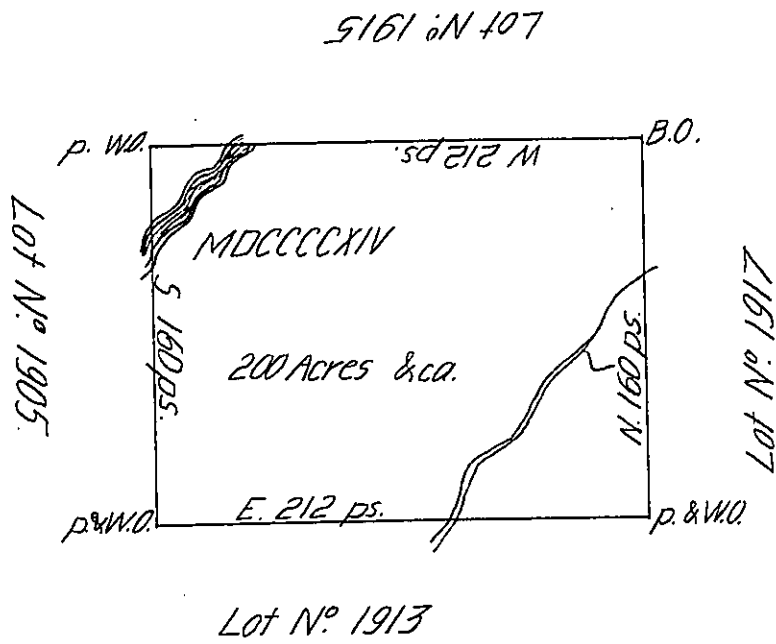 Lot Nº. 1915
P. W.O.
B.O.
W 212 ps.
MDCCCCXIV
Lot Nº. 1905
S. 160 ps.
200 Acres &ca.
N. 160 ps.
Lot Nº. 1917
P.&W.O.
E. 212 ps.
P. &W.O.
Lot Nº. 1913